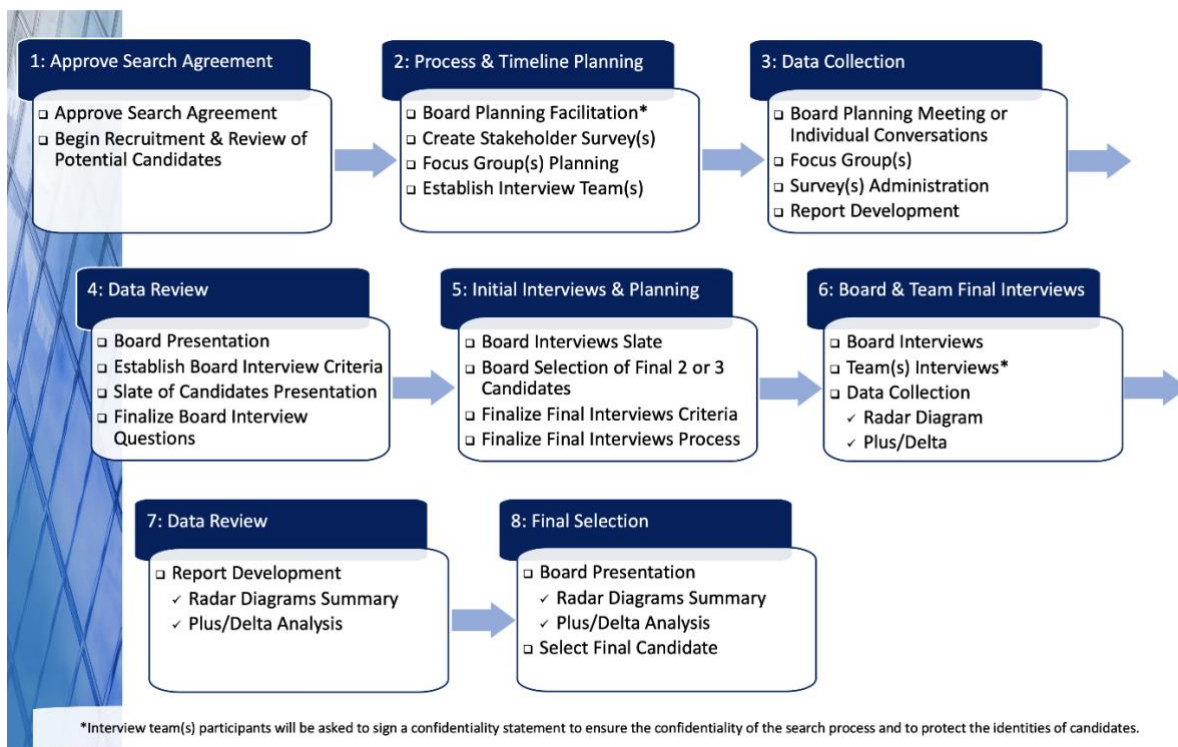 1: Approve Search Agreement
❑ Approve Search Agreement
❑ Begin Recruitment & Review of
Potential Candidates
2: Process & Timeline Planning
❑ Board Planning Facilitation*
❑ Create Stakeholder Survey(s)
❑ Focus Group(s) Planning
❑ Establish Interview Team(s)
3: Data Collection
❑ Board Planning Meeting or
Individual Conversations
❑ Focus Group(s)
❑ Survey(s) Administration
❑ Report Development
4: Data Review
❑ Board Presentation
❑ Establish Board Interview Criteria
❑ Slate of Candidates Presentation
❑ Finalize Board Interview
Questions
5: Initial Interviews & Planning
❑ Board Interviews Slate
❑ Board Selection of Final 2 or 3
Candidates
❑ Finalize Final Interviews Criteria
❑ Finalize Final Interviews Process
6: Board & Team Final Interviews
❑ Board Interviews
❑ Team(s) Interviews*
❑ Data Collection
✓ Radar Diagram
✓ Plus/Delta
7: Data Review
❑ Report Development
✓ Radar Diagrams Summary
✓ Plus/Delta Analysis
8: Final Selection
❑ Board Presentation
✓ Radar Diagrams Summary
✓ Plus/Delta Analysis
❑ Select Final Candidate
*Interview team(s) participants will be asked to sign a confidentiality statement to ensure the confidentiality of the search process and to protect the identities of candidates.